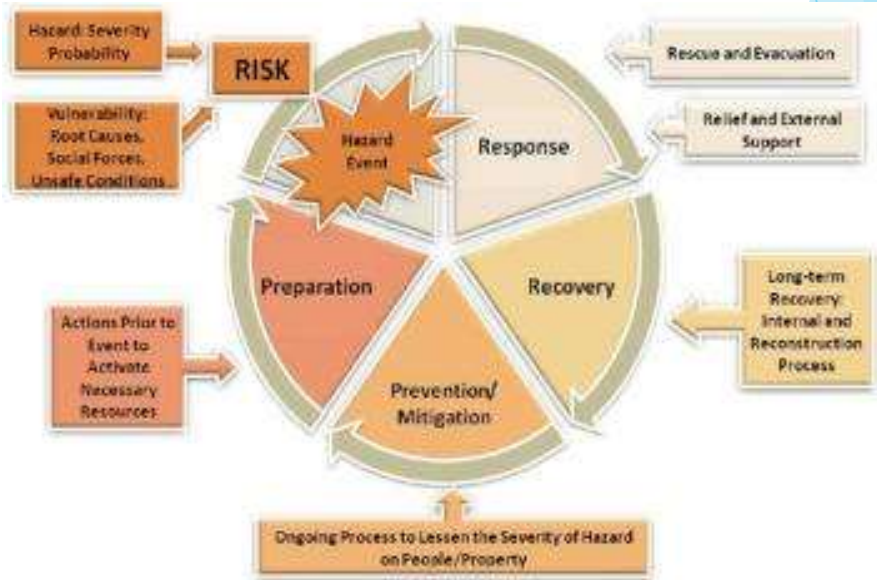 Hazard: Severity
Probability
RISK
Vulnerability:
Root Causes,
Social Forces,
Unsafe Conditions
Hazard
Event
Response
Rescue and Evacuation
Relief and External
Support
Preparation
Recovery
Prevention/
Mitigation
Actions Prior to
Event to
Activate
Necessary
Resources
Long-term
Recovery:
Internal and
Reconstruction
Process
Ongoing Process to Lessen the Severity of Hazard
on People/Property